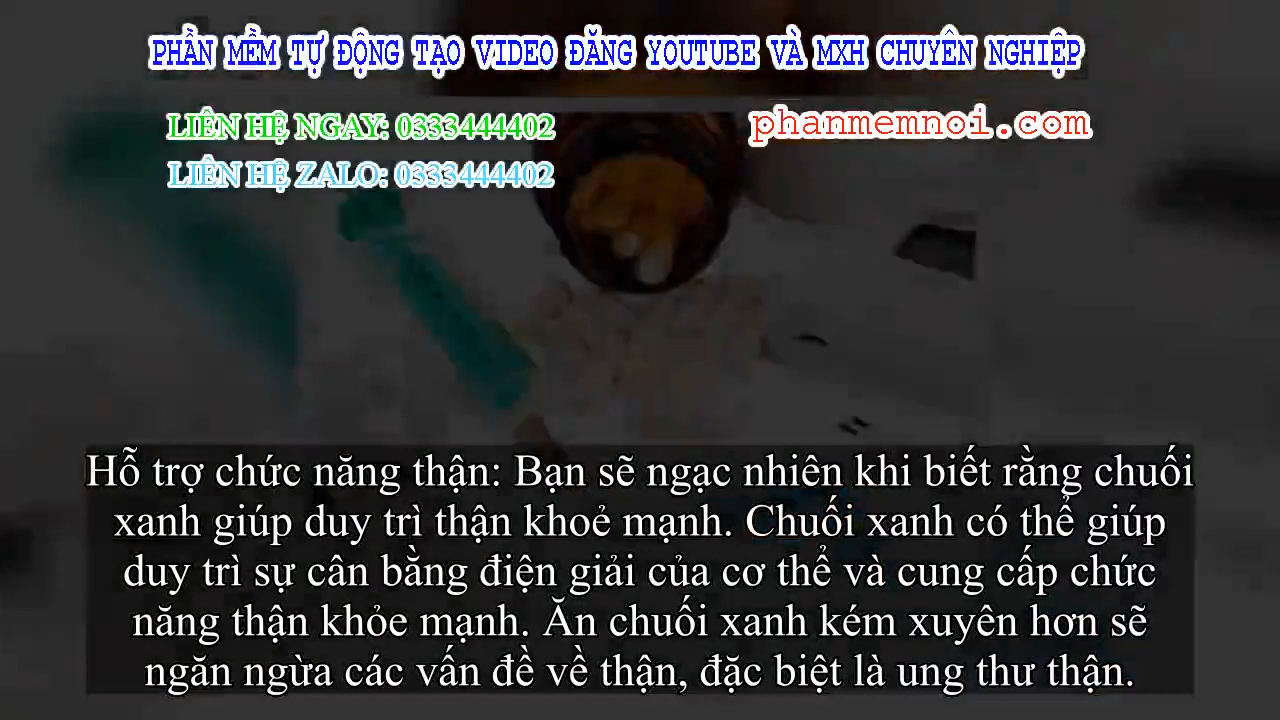 PHẦN MỀM TỰ ĐỘNG TẠO VIDEO ĐĂNG YOUTUBE VÀ MXH CHUYÊN NGHIỆP
LIÊN HỆ NGAY: 0333444402
phanmemnoi.com
LIÊN HỆ ZALO: 0333444402
Hỗ trợ chức năng thận: Bạn sẽ ngạc nhiên khi biết rằng chuối
xanh giúp duy trì thận khoẻ mạnh. Chuối xanh có thể giúp
duy trì sự cân bằng điện giải của cơ thể và cung cấp chức
năng thận khỏe mạnh. Ăn chuối xanh kém xuyên hơn sẽ
ngăn ngừa các vấn đề về thận, đặc biệt là ung thư thận.